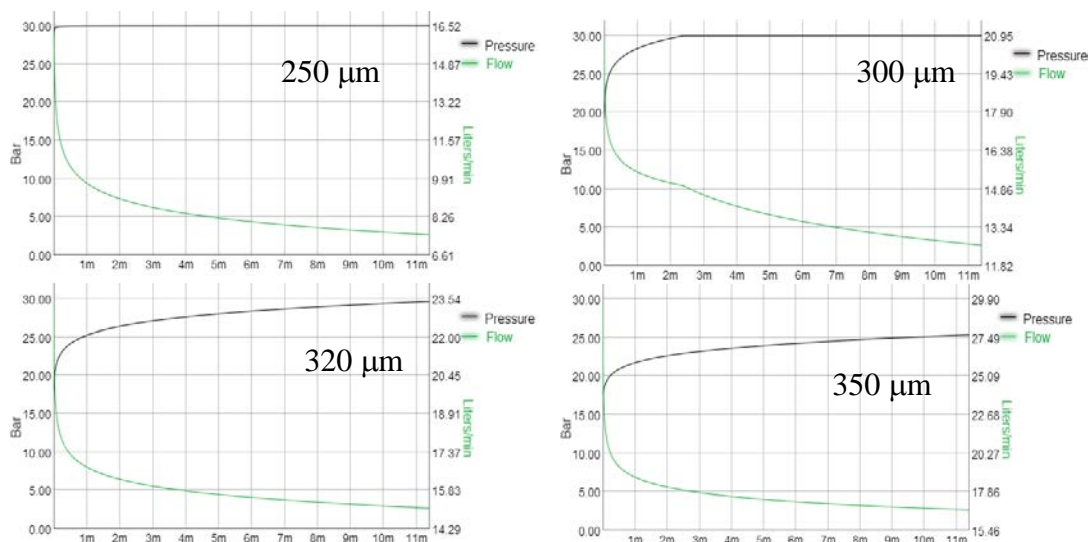 30.00
25.00
20.00
15.00
10.00
5.00
0.00
Bar
1m 2m 3m 4m 5m 6m 7m 8m 9m 10m 11m
16.52
14.87
13.22
11.57
9.91
8.26
6.61
Liters/min
Pressure
Flow
250 μm
30.00
25.00
20.00
15.00
10.00
5.00
0.00
Bar
1m 2m 3m 4m 5m 6m 7m 8m 9m 10m 11m
20.95
19.43
17.90
16.38
14.86
13.34
11.82
Liters/min
Pressure
Flow
300 μm
30.00
25.00
20.00
15.00
10.00
5.00
0.00
Bar
1m 2m 3m 4m 5m 6m 7m 8m 9m 10m 11m
23.54
22.00
20.45
18.91
17.37
15.83
14.29
Liters/min
Pressure
Flow
320 μm
30.00
25.00
20.00
15.00
10.00
5.00
0.00
Bar
1m 2m 3m 4m 5m 6m 7m 8m 9m 10m 11m
29.90
27.49
25.09
22.68
20.27
17.86
15.46
Liters/min
Pressure
Flow
350 μm